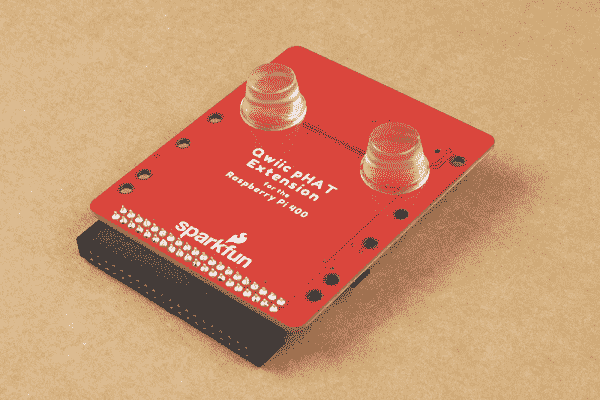 Qwiic pHAT
Extension
for the
Raspberry Pi 400
sparkfun